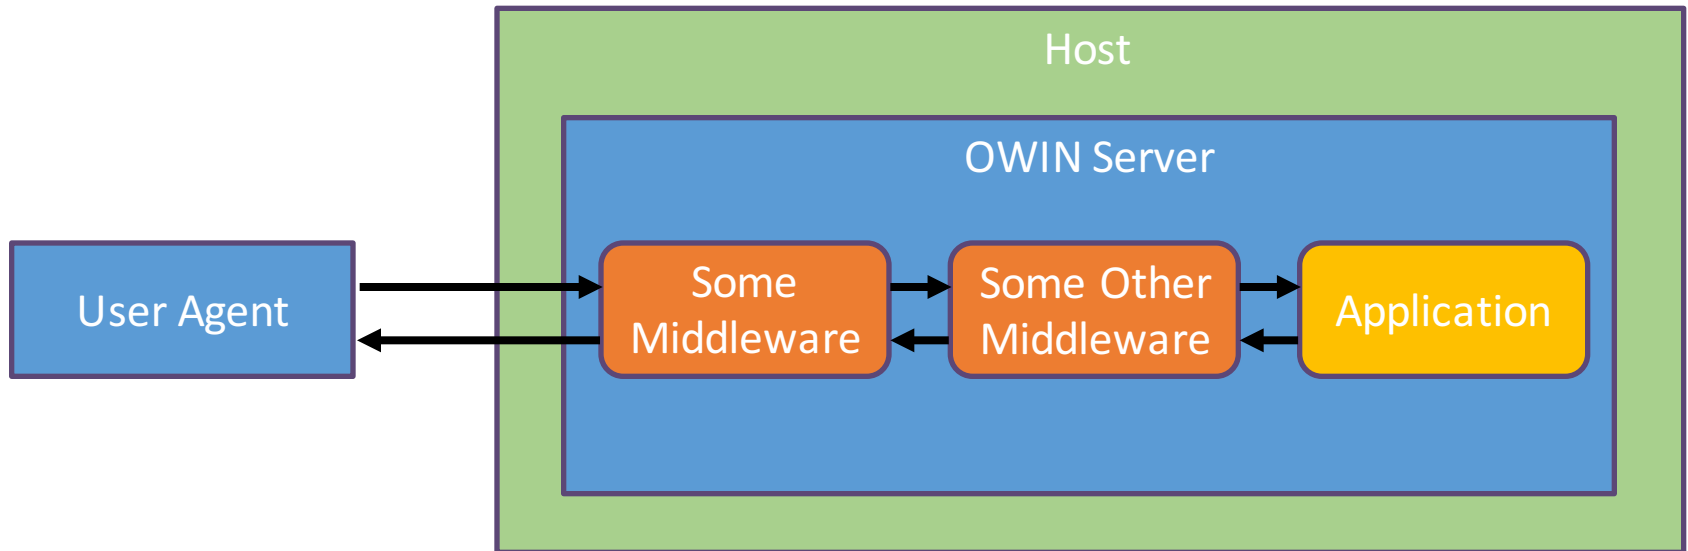 Host
OWIN Server
User Agent
Some
Middleware
Some Other
Middleware
Application